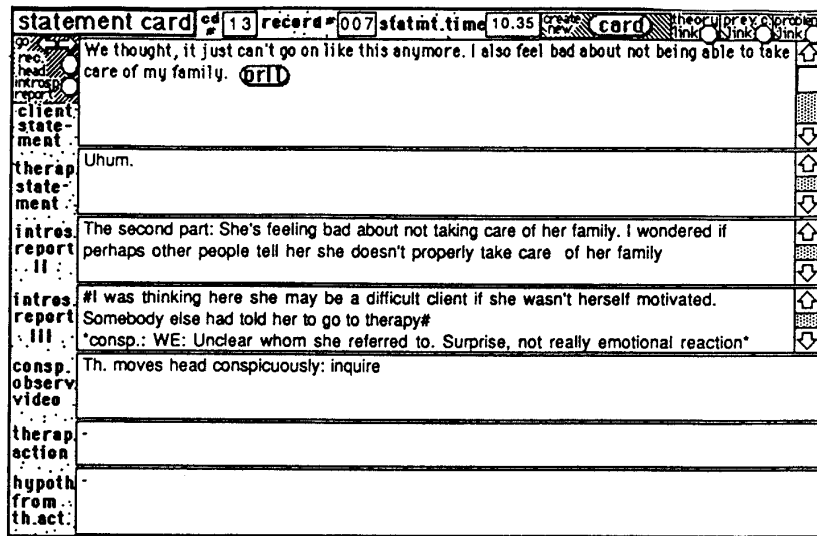 statement card cd # 13 record # 007 statmt.time 10.35 create new card theory link prev.c. link problem link
go
rec. head
introsp report
client state- ment
We thought, it just can't go on like this anymore. I also feel bad about not being able to take
care of my family. prll
therap state- ment
Uhum.
intros. report II
The second part: She's feeling bad about not taking care of her family. I wondered if
perhaps other people tell her she doesn't properly take care of her family
intros. report III
#I was thinking here she may be a difficult client if she wasn't herself motivated.
Somebody else had told her to go to therapy#
*consp.: WE: Unclear whom she referred to. Surprise, not really emotional reaction*
consp. observ video
Th. moves head conspicuously: inquire
therap. action
-
hypoth from th.act.
-